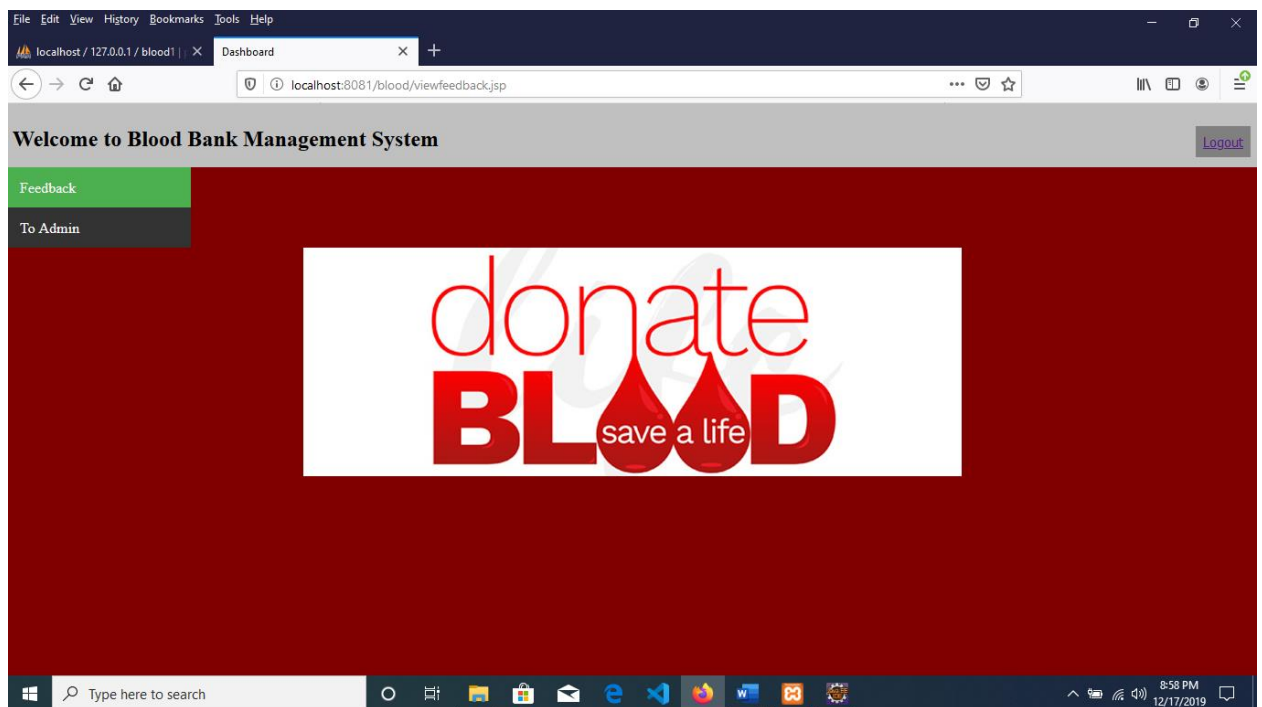 File Edit View History Bookmarks Tools Help
localhost / 127.0.0.1 / blood1 |
Dashboard
localhost:8081/blood/viewfeedback.jsp
Welcome to Blood Bank Management System
Logout
Feedback
To Admin
donate
BLOOD
save a life
Type here to search
8:58 PM
12/17/2019